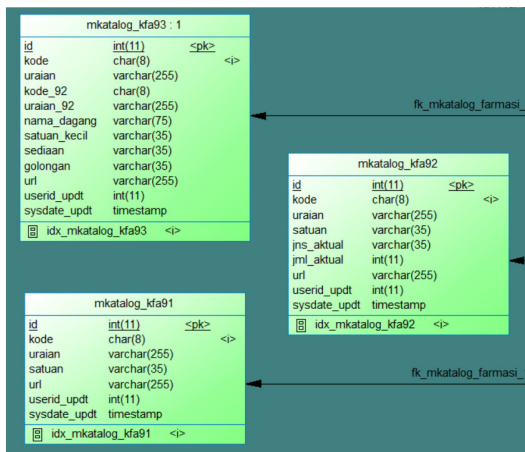 mkatalog_kfa93 : 1
id int(11) <pk>
kode char(8) <i>
uraian varchar(255)
kode_92 char(8)
uraian_92 varchar(255)
nama_dagang varchar(75)
satuan_kecil varchar(35)
sediaan varchar(35)
golongan varchar(35)
url varchar(255)
userid_updt int(11)
sysdate_updt timestamp
idx_mkatalog_kfa93 <i>
fk_mkatalog_farmasi_
mkatalog_kfa92
id int(11) <pk>
kode char(8) <i>
uraian varchar(255)
satuan varchar(35)
jns_aktual varchar(35)
jml_aktual int(11)
url varchar(255)
userid_updt int(11)
sysdate_updt timestamp
idx_mkatalog_kfa92 <i>
mkatalog_kfa91
id int(11) <pk>
kode char(8) <i>
uraian varchar(255)
satuan varchar(35)
url varchar(255)
userid_updt int(11)
sysdate_updt timestamp
idx_mkatalog_kfa91 <i>
fk_mkatalog_farmasi_